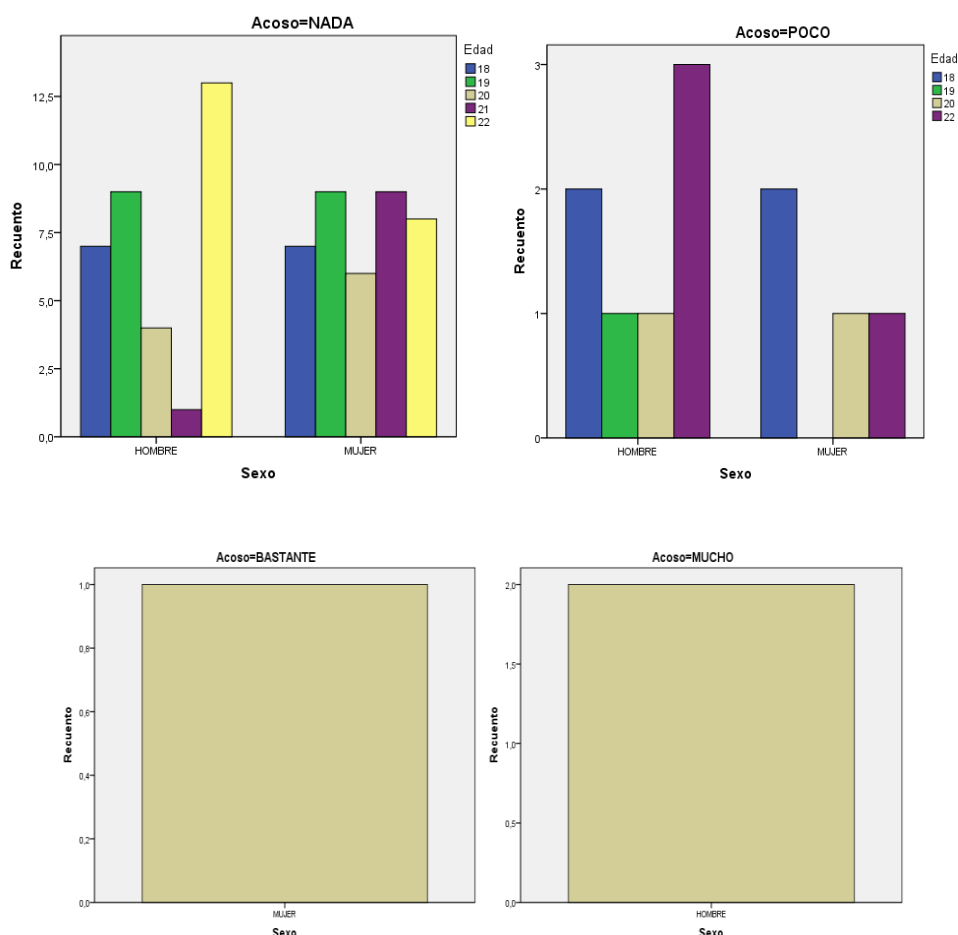 Acoso=NADA
Edad
18
19
20
21
22
12,5
10,0
7,5
5,0
2,5
0,0
Recuento
HOMBRE
MUJER
Sexo
Acoso=POCO
Edad
18
19
20
22
3
2
1
0
Recuento
HOMBRE
MUJER
Sexo
Acoso=BASTANTE
1,0
0,8
0,6
0,4
0,2
0,0
Recuento
MUJER
Sexo
Acoso=MUCHO
2,0
1,5
1,0
0,5
0,0
Recuento
HOMBRE
Sexo